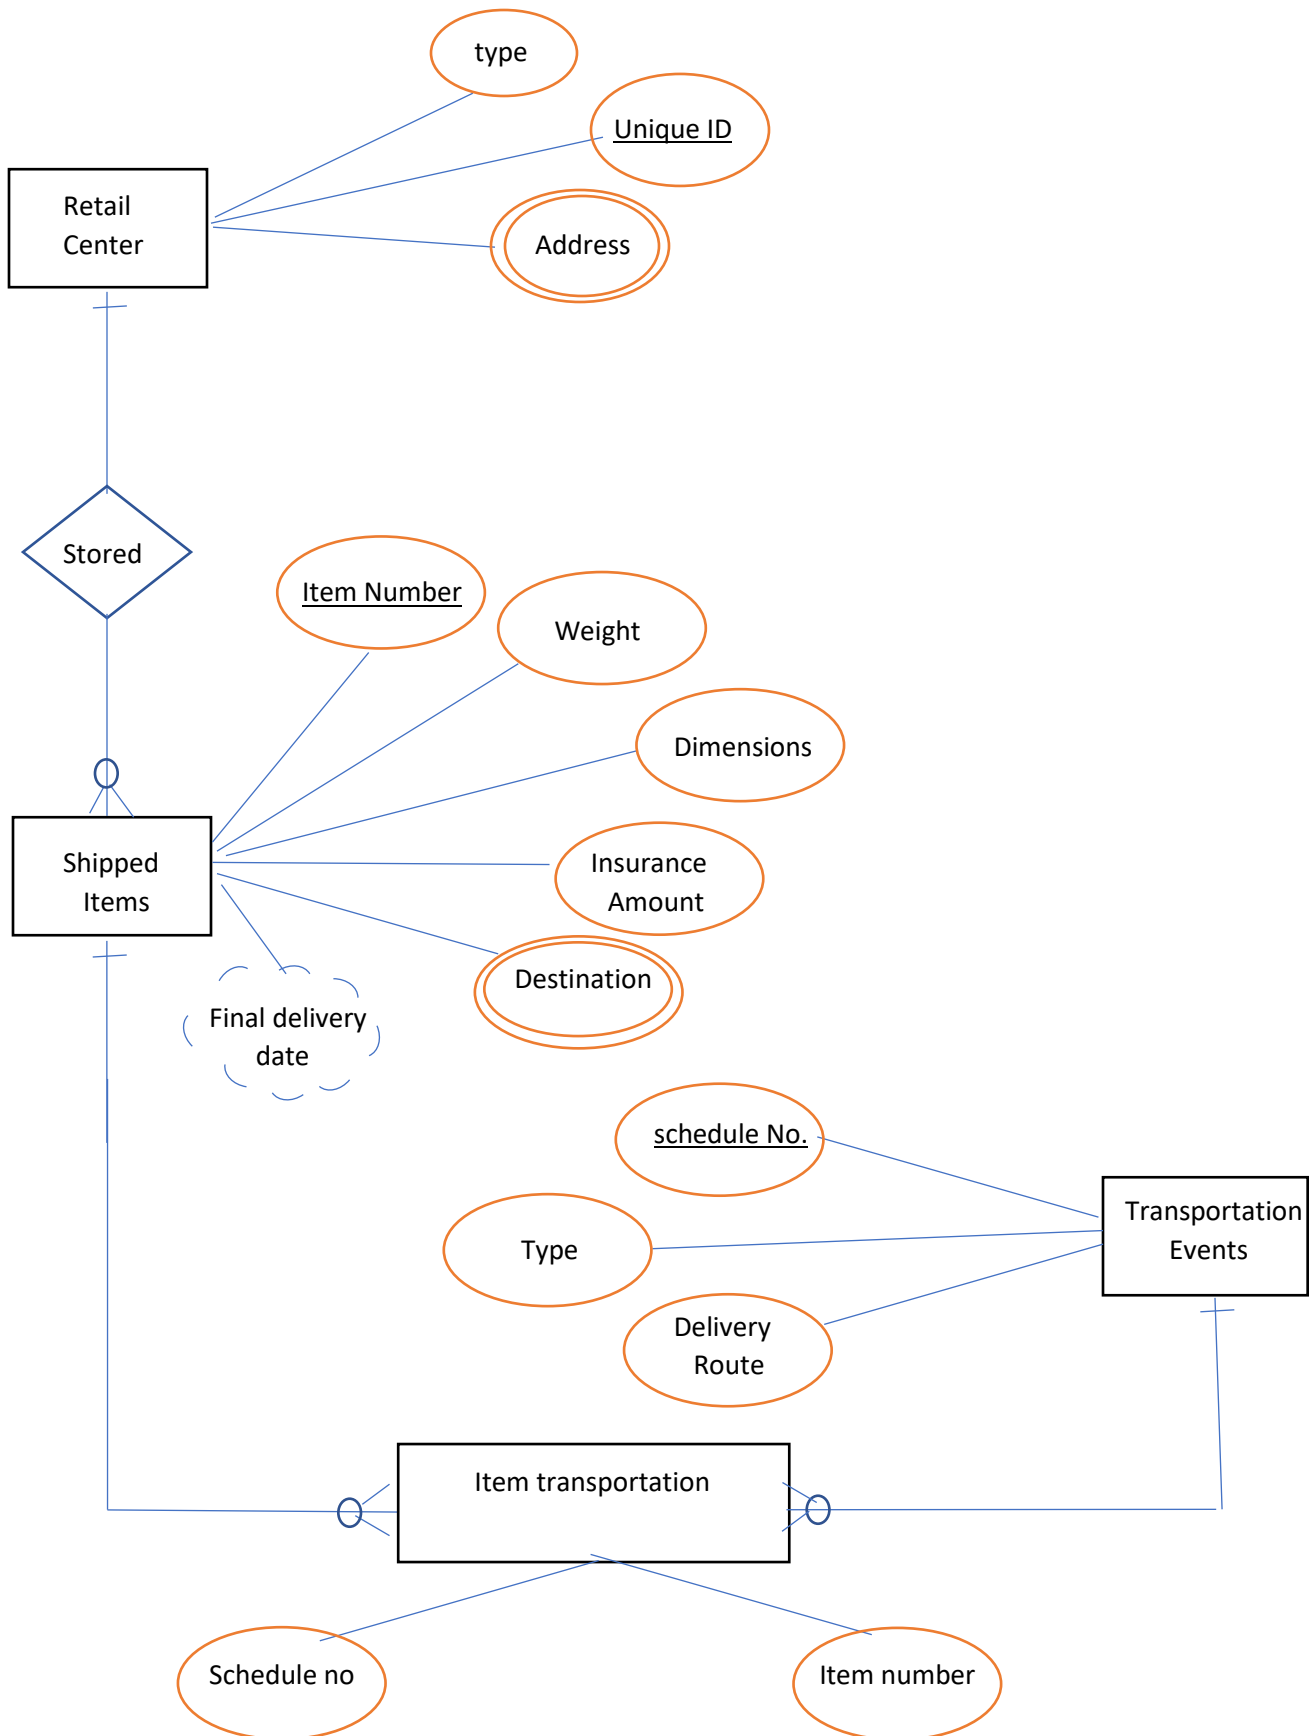 type
Unique ID
Retail
Center
Address
Stored
Item Number
Weight
Dimensions
Shipped
Items
Insurance
Amount
Destination
Final delivery
date
schedule No.
Transportation
Events
Type
Delivery
Route
Item transportation
Schedule no
Item number